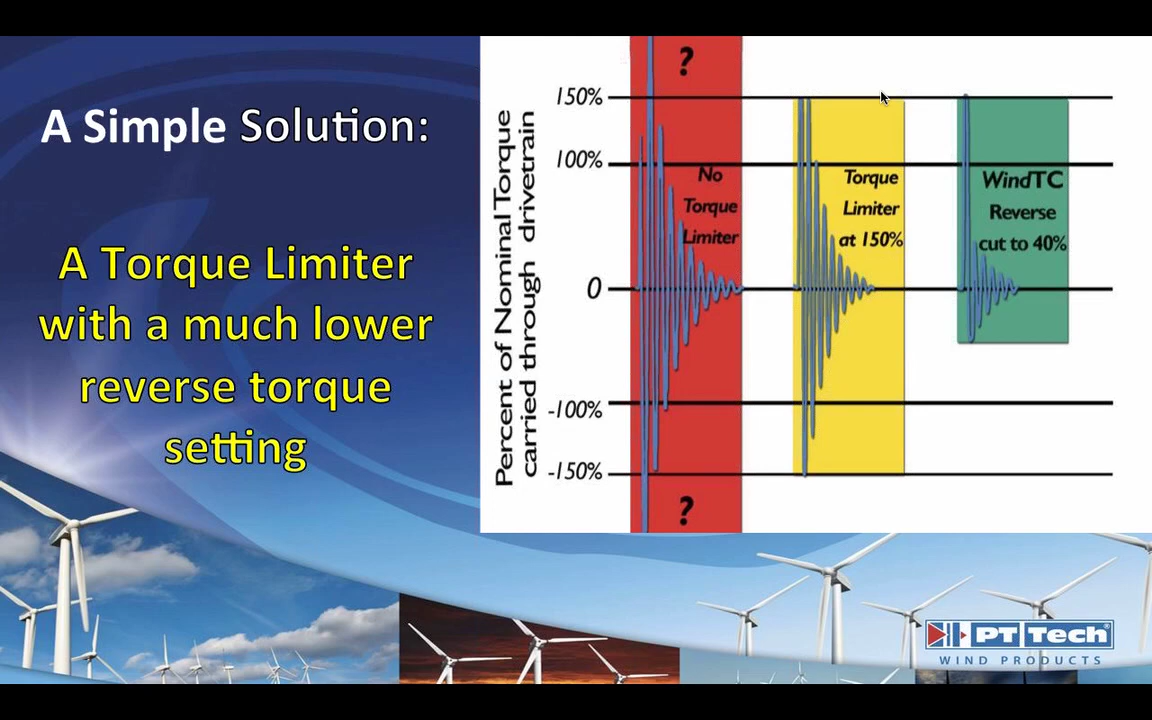 A Simple Solution:
A Torque Limiter
with a much lower
reverse torque
setting
Percent of Nominal Torque
carried through drivetrain
150%
100%
0
-100%
-150%
?
No
Torque
Limiter
?
Torque
Limiter
at 150%
WindTC
Reverse
cut to 40%
PT Tech®
WIND PRODUCTS